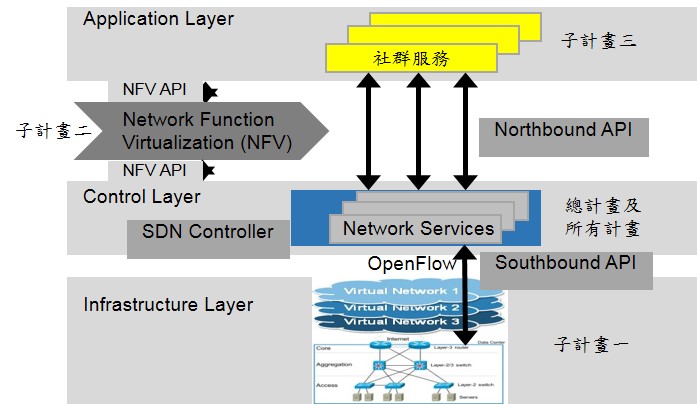 Application Layer
子計畫三
社群服務
NFV API
子計畫二
Network Function
Virtualization (NFV)
Northbound API
NFV API
Control Layer
總計畫及
所有計畫
SDN Controller
Network Services
OpenFlow
Southbound API
Infrastructure Layer
Virtual Network 1
Virtual Network 2
Virtual Network 3
子計畫一
Internet
Data Center
Core
Layer-3 router
Aggregation
Layer-2/3 switch
Access
Layer-2 switch
Servers